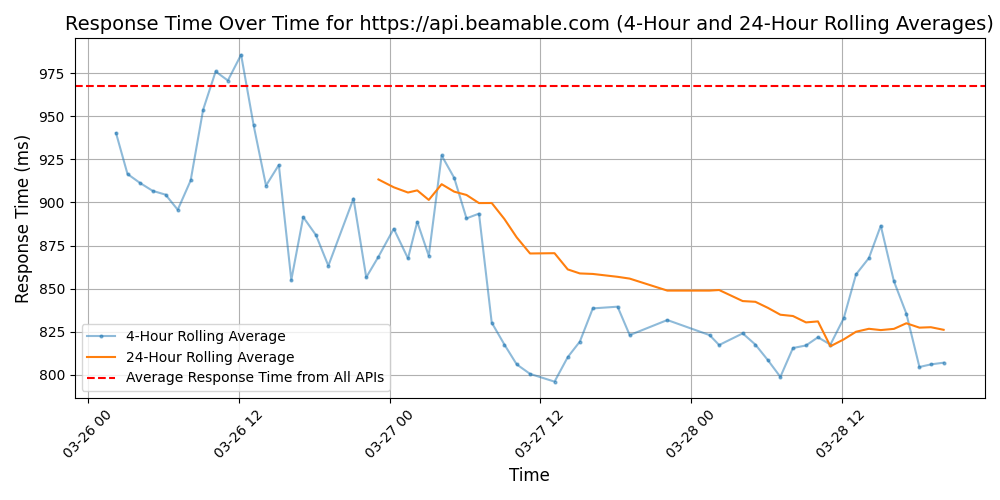 Response Time Over Time for https://api.beamable.com (4-Hour and 24-Hour Rolling Averages)
Response Time (ms)
975
950
925
900
875
850
825
800
4-Hour Rolling Average
24-Hour Rolling Average
Average Response Time from All APIs
03-26 00
03-26 12
03-27 00
03-27 12
03-28 00
03-28 12
Time